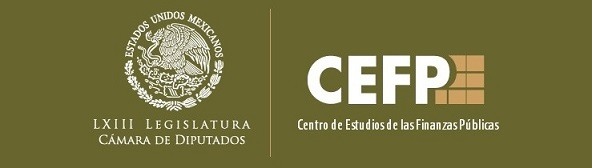 ESTADOS UNIDOS MEXICANOS
LXIII LEGISLATURA
CÁMARA DE DIPUTADOS
CEFP
Centro de Estudios de las Finanzas Públicas